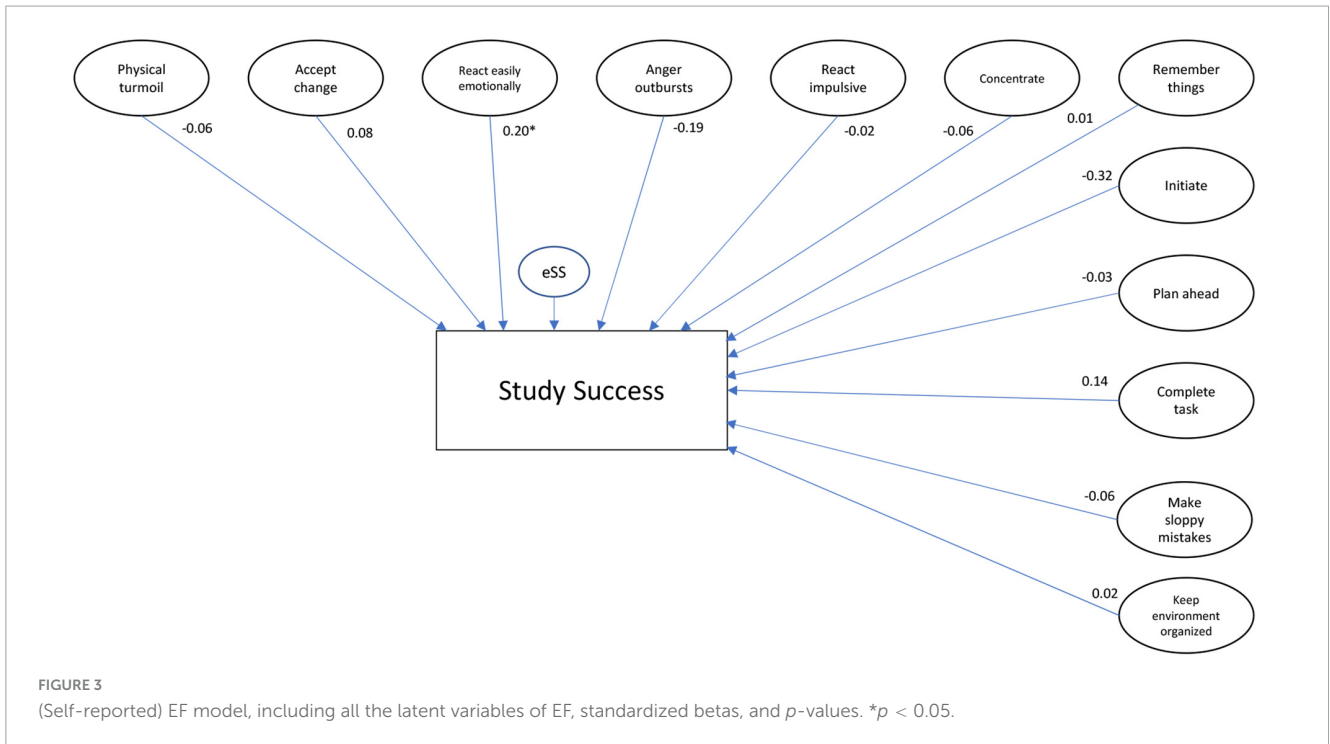 Physical
turmoil
Accept
change
React easily
emotionally
Anger
outbursts
React
impulsive
Concentrate
Remember
things
-0.06
0.08
0.20*
-0.19
-0.02
-0.06
0.01
-0.32
Initiate
-0.03
Plan ahead
eSS
Study Success
0.14
Complete
task
-0.06
Make
sloppy
mistakes
0.02
Keep
environment
organized
FIGURE 3
(Self-reported) EF model, including all the latent variables of EF, standardized betas, and p-values. *p < 0.05.